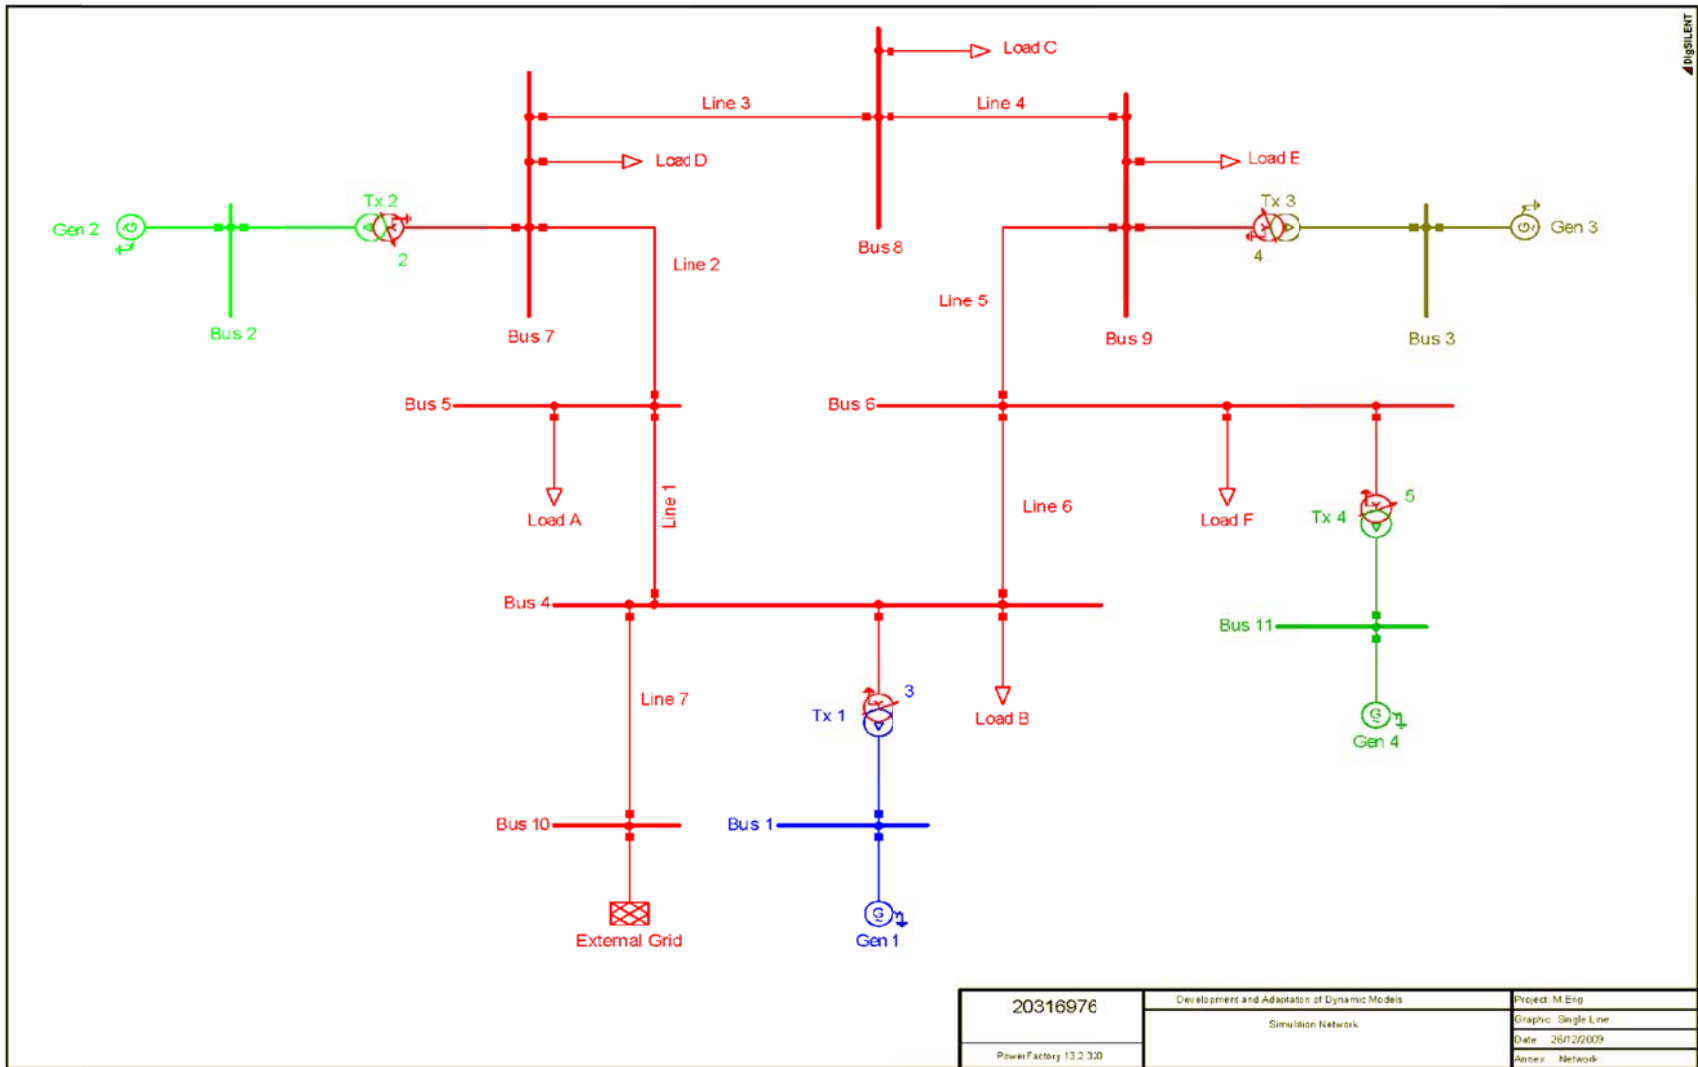 DIgSILENT
Load C
Line 3
Line 4
Load D
Load E
Tx 2
Tx 3
Gen 2
2
4
Gen 3
Bus 8
Line 2
Line 5
Bus 2
Bus 7
Bus 9
Bus 3
Bus 5
Bus 6
Line 1
Line 6
Load A
Load F
5
Tx 4
Bus 4
Bus 11
Line 7
3
Tx 1
Load B
Gen 4
Bus 10
Bus 1
External Grid
Gen 1
20316976
PowerFactory 13.2.330
Development and Adaptation of Dynamic Models
Simulition Network
Project: M.Eng
Graphic: Single Line
Date: 26/12/2009
Annex: Network